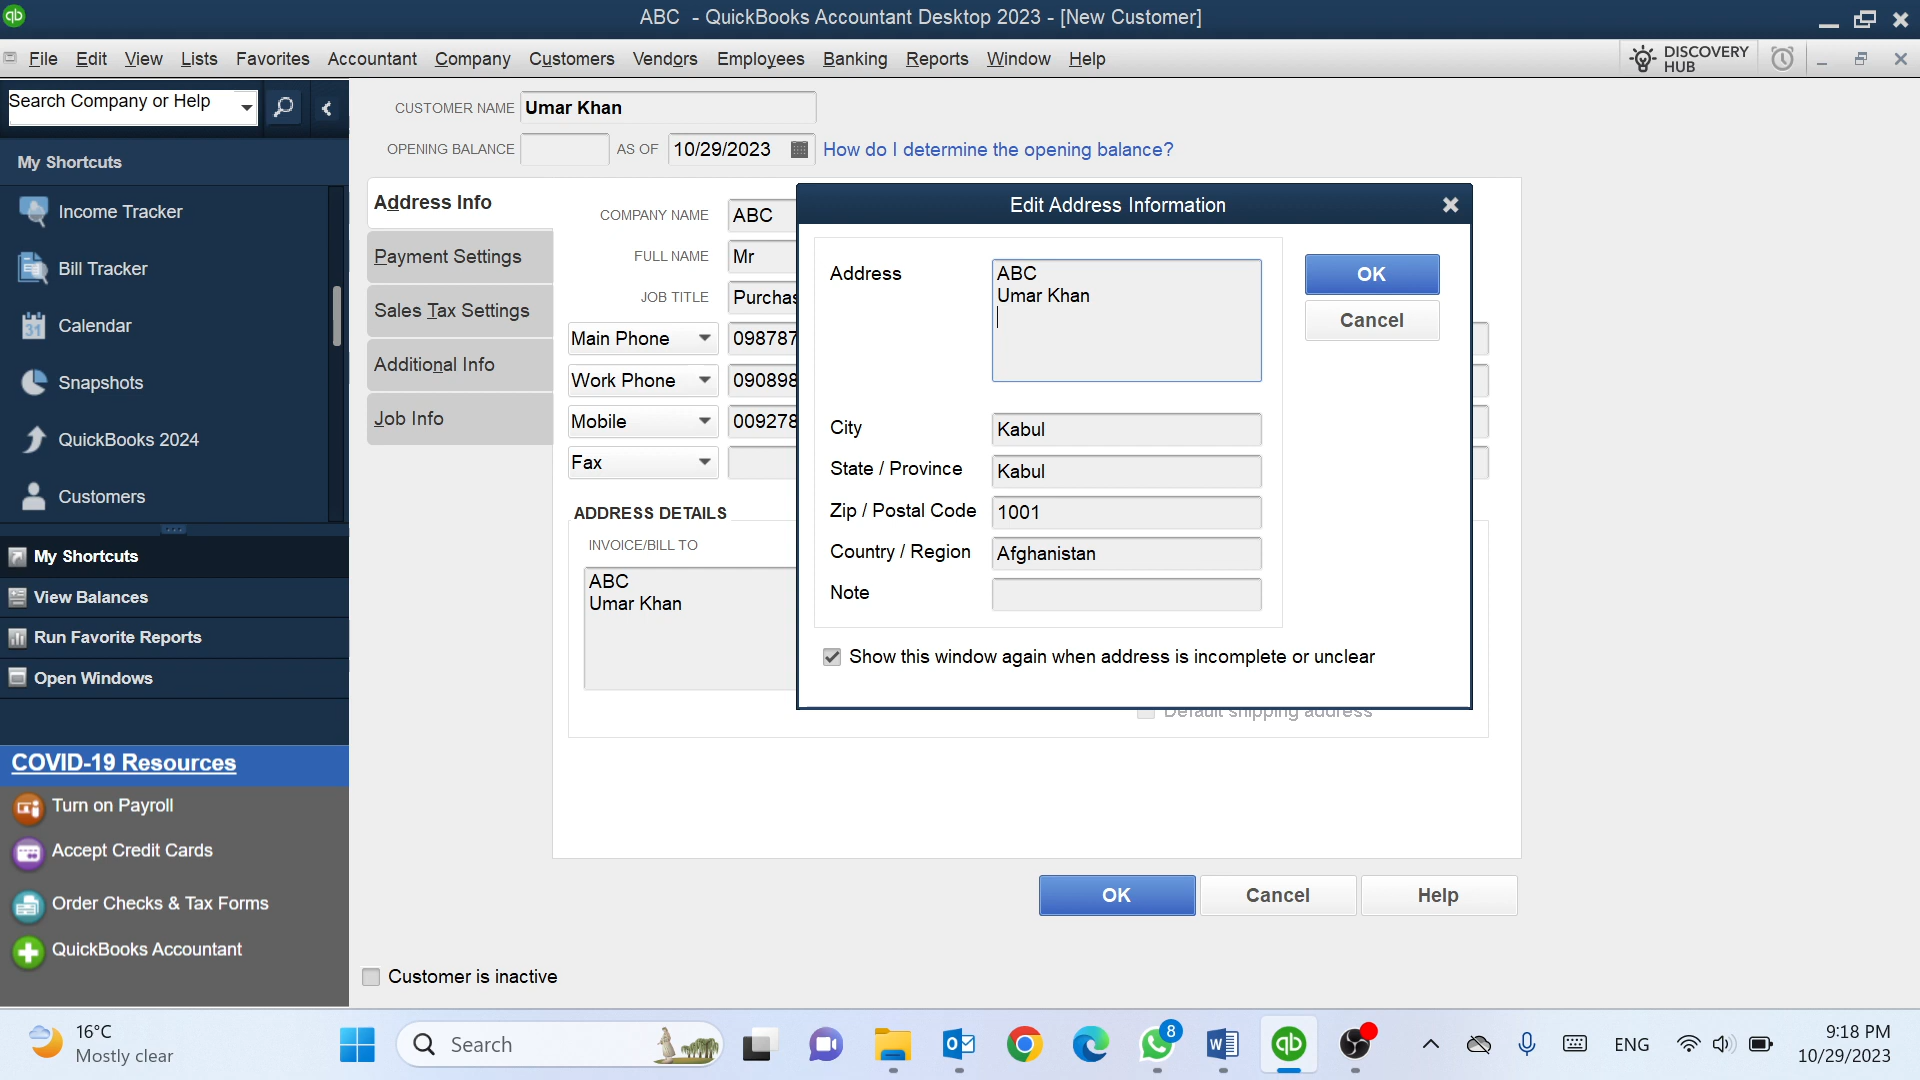 qb
ABC - QuickBooks Accountant Desktop 2023 - [New Customer]
File Edit View Lists Favorites Accountant Company Customers Vendors Employees Banking Reports Window Help
DISCOVERY
HUB
Search Company or Help
CUSTOMER NAME Umar Khan
OPENING BALANCE AS OF 10/29/2023 How do I determine the opening balance?
My Shortcuts
Income Tracker
Bill Tracker
31 Calendar
Snapshots
QuickBooks 2024
Customers
My Shortcuts
View Balances
Run Favorite Reports
Open Windows
COVID-19 Resources
Turn on Payroll
Accept Credit Cards
Order Checks & Tax Forms
QuickBooks Accountant
Address Info
Payment Settings
Sales Tax Settings
Additional Info
Job Info
COMPANY NAME ABC
FULL NAME Mr
JOB TITLE Purchas
Main Phone 098787
Work Phone 090898
Mobile 009278
Fax
ADDRESS DETAILS
INVOICE/BILL TO
ABC
Umar Khan
Default shipping address
Edit Address Information
Address ABC
Umar Khan
City Kabul
State / Province Kabul
Zip / Postal Code 1001
Country / Region Afghanistan
Note
OK
Cancel
Show this window again when address is incomplete or unclear
OK Cancel Help
Customer is inactive
16°C
Mostly clear
Search
8
qb
ENG
9:18 PM
10/29/2023